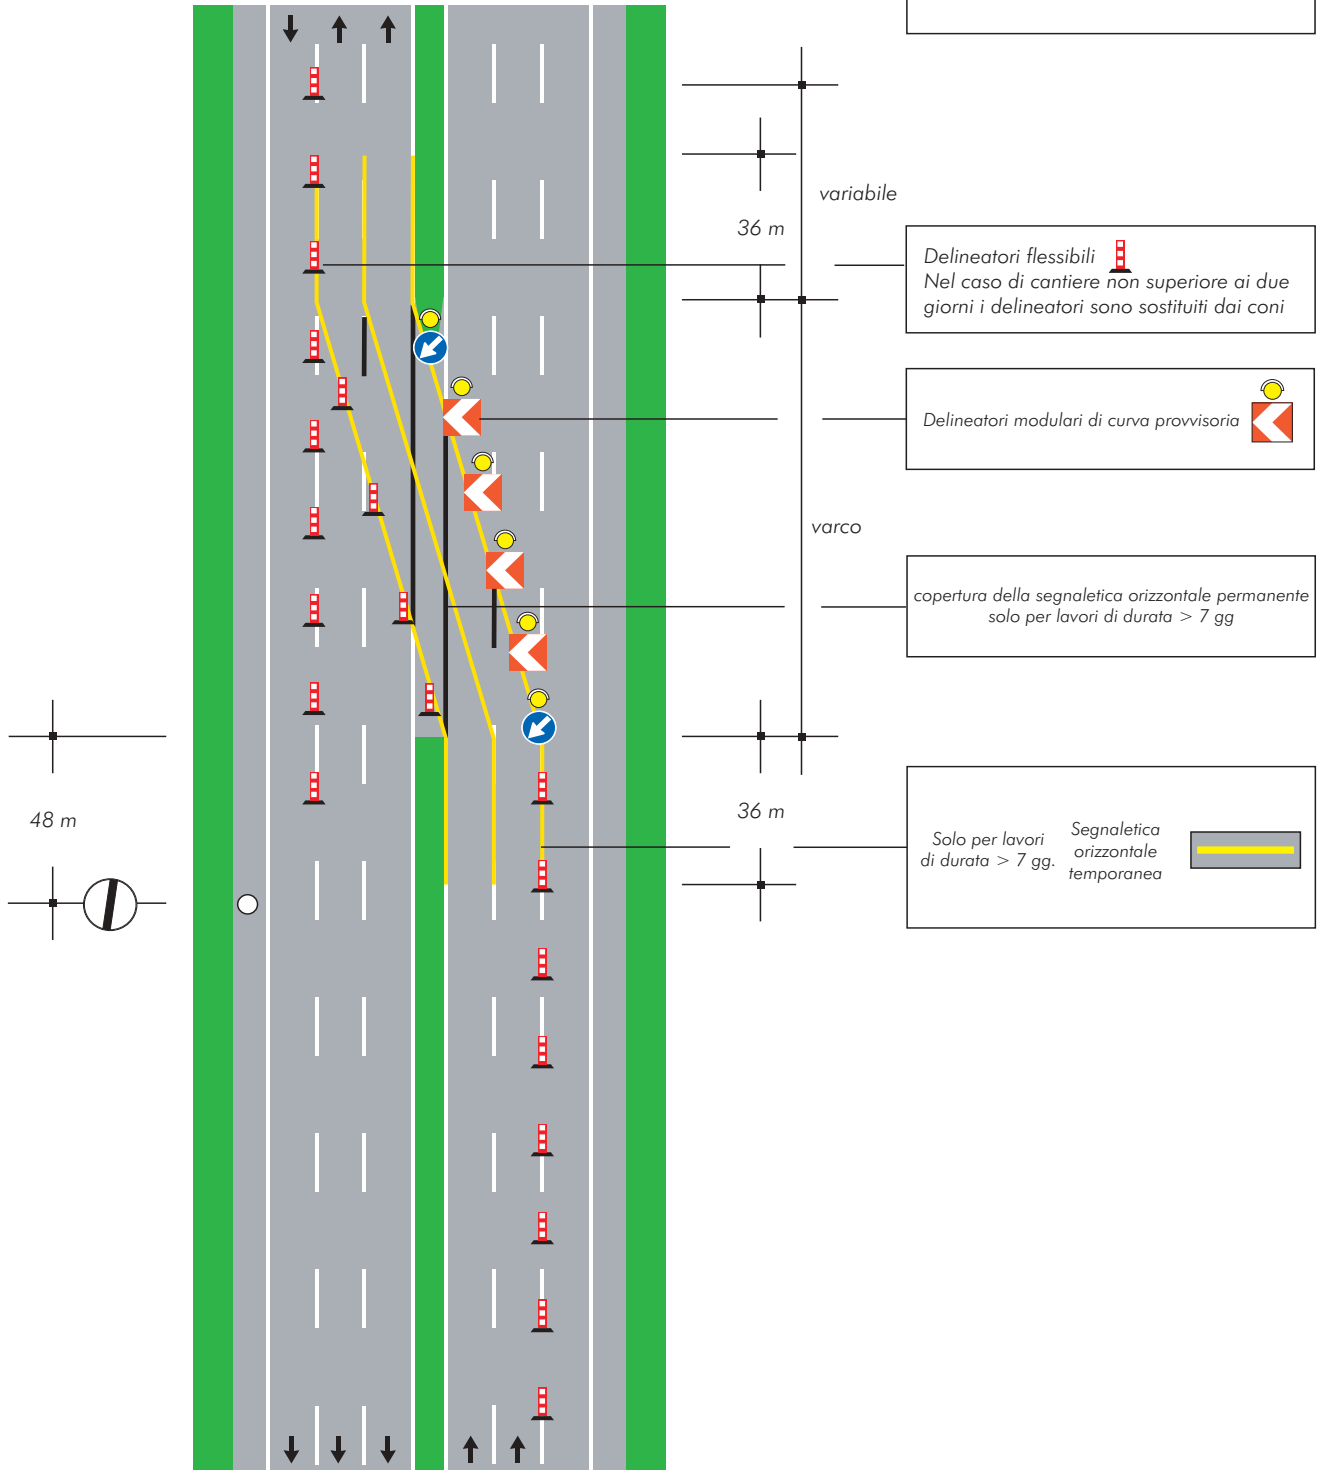 variabile
36 m
Delineatori flessibili
Nel caso di cantiere non superiore ai due
giorni i delineatori sono sostituiti dai coni
Delineatori modulari di curva provvisoria
varco
copertura della segnaletica orizzontale permanente
solo per lavori di durata > 7 gg
48 m
36 m
Solo per lavori
di durata > 7 gg.
Segnaletica
orizzontale
temporanea